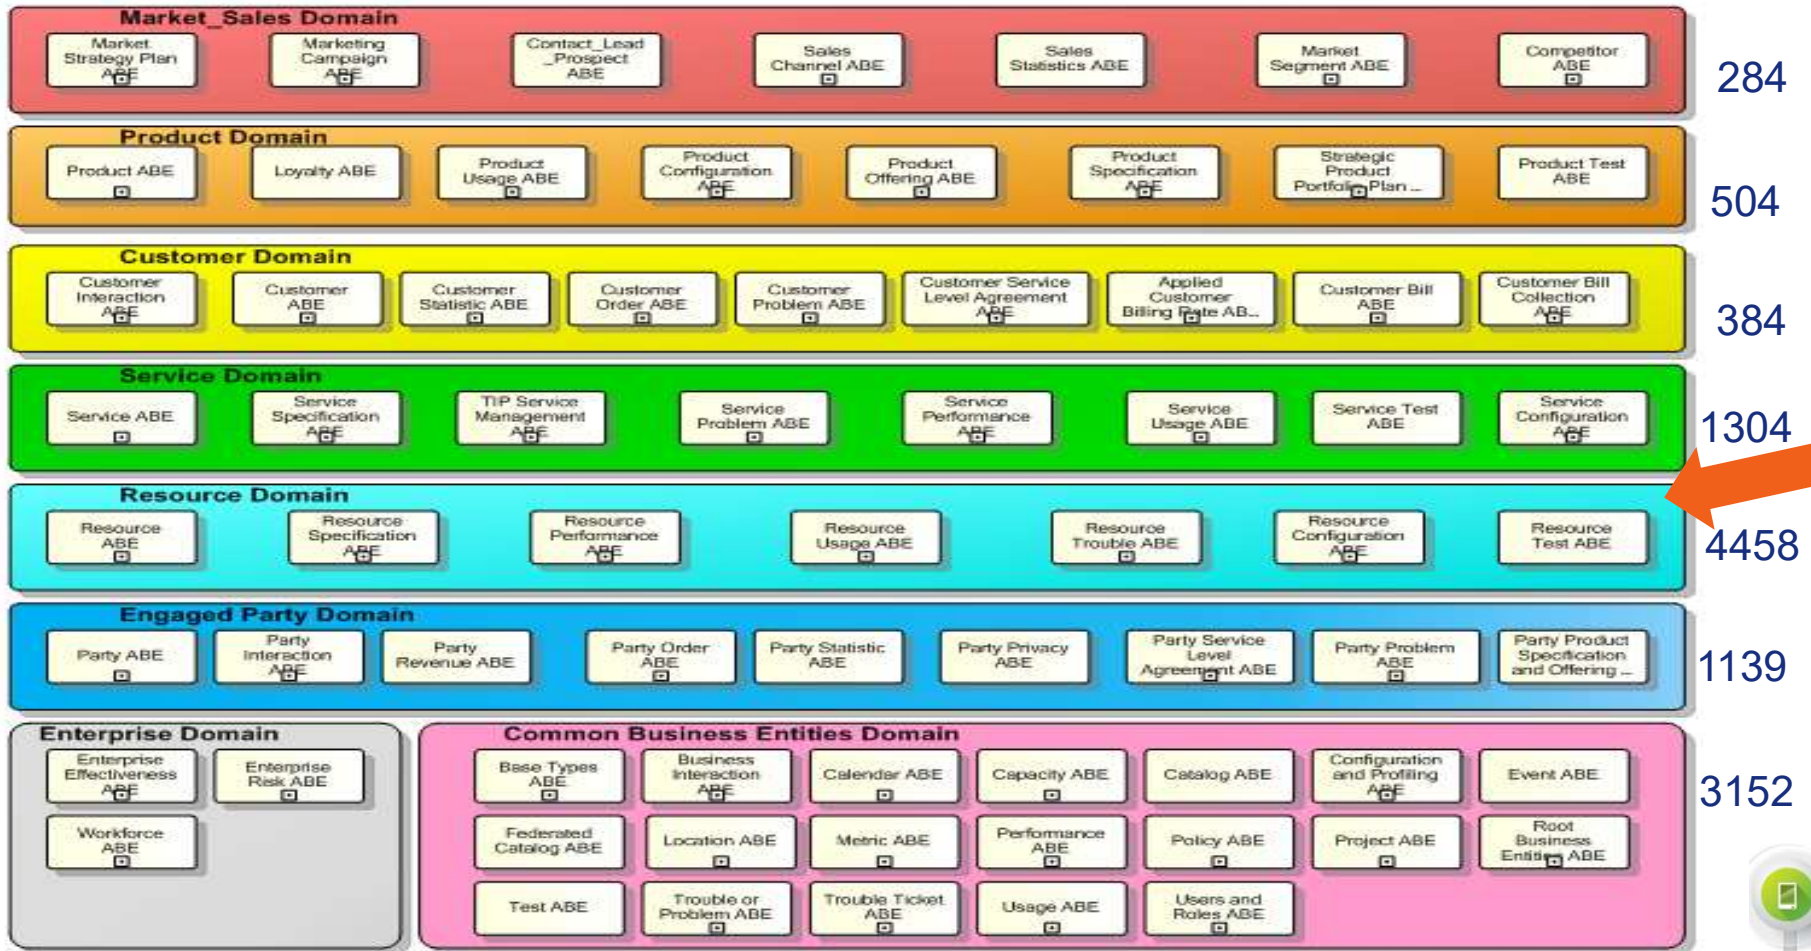 Market_Sales Domain
Market
Strategy Plan
ABE
Marketing
Campaign
ABE
Contact_Lead
_Prospect
ABE
Sales
Channel ABE
Sales
Statistics ABE
Market
Segment ABE
Competitor
ABE
284
Product Domain
Product ABE
Loyalty ABE
Product
Usage ABE
Product
Configuration
ABE
Product
Offering ABE
Product
Specification
ABE
Strategic
Product
Portfolio Plan ...
Product Test
ABE
504
Customer Domain
Customer
Interaction
ABE
Customer
ABE
Customer
Statistic ABE
Customer
Order ABE
Customer
Problem ABE
Customer Service
Level Agreement
ABE
Applied
Customer
Billing Rate AB...
Customer Bill
ABE
Customer Bill
Collection
ABE
384
Service Domain
Service ABE
Service
Specification
ABE
TIP Service
Management
ABE
Service
Problem ABE
Service
Performance
ABE
Service
Usage ABE
Service Test
ABE
Service
Configuration
ABE
1304
Resource Domain
Resource
ABE
Resource
Specification
ABE
Resource
Performance
ABE
Resource
Usage ABE
Resource
Trouble ABE
Resource
Configuration
ABE
Resource
Test ABE
4458
Engaged Party Domain
Party ABE
Party
Interaction
ABE
Party
Revenue ABE
Party Order
ABE
Party Statistic
ABE
Party Privacy
ABE
Party Service
Level
Agreement ABE
Party Problem
ABE
Party Product
Specification
and Offering ...
1139
Enterprise Domain
Enterprise
Effectiveness
ABE
Enterprise
Risk ABE
Workforce
ABE
Common Business Entities Domain
Base Types
ABE
Business
Interaction
ABE
Calendar ABE
Capacity ABE
Catalog ABE
Configuration
and Profiling
ABE
Event ABE
3152
Federated
Catalog ABE
Location ABE
Metric ABE
Performance
ABE
Policy ABE
Project ABE
Root
Business
Entities ABE
Test ABE
Trouble or
Problem ABE
Trouble Ticket
ABE
Usage ABE
Users and
Roles ABE